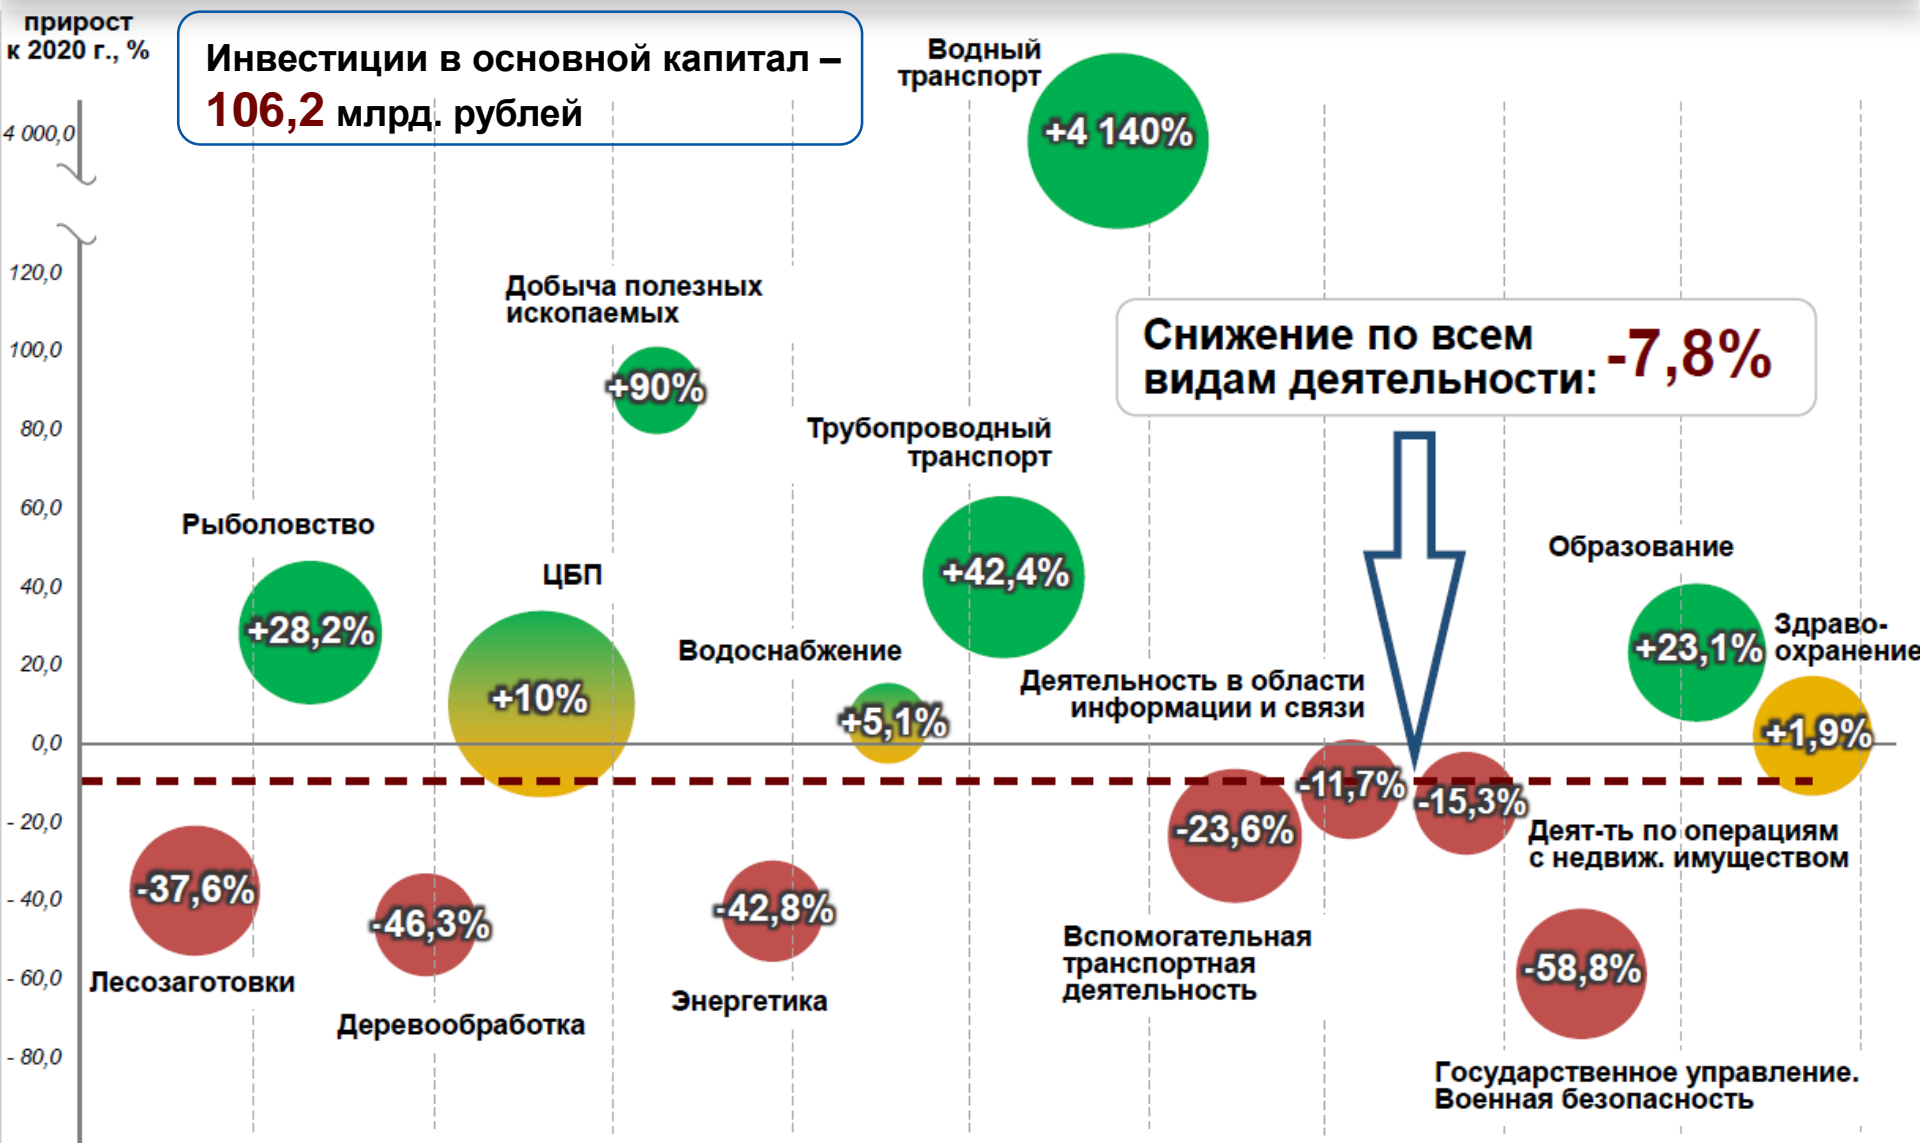 прирост
к 2020 г., %
Инвестиции в основной капитал –
106,2 млрд. рублей
4 000,0
120,0
100,0
80,0
60,0
40,0
20,0
0,0
- 20,0
- 40,0
- 60,0
- 80,0
Водный
транспорт
+4 140%
Добыча полезных
ископаемых
+90%
Снижение по всем
видам деятельности:
-7,8%
Трубопроводный
транспорт
+42,4%
Рыболовство
+28,2%
ЦБП
+10%
Водоснабжение
+5,1%
Деятельность в области
информации и связи
-11,7%
Образование
+23,1%
Здраво-
охранение
+1,9%
-15,3%
Деят-ть по операциям
с недвиж. имуществом
-23,6%
Вспомогательная
транспортная
деятельность
-37,6%
Лесозаготовки
-46,3%
Деревообработка
-42,8%
Энергетика
-58,8%
Государственное управление.
Военная безопасность